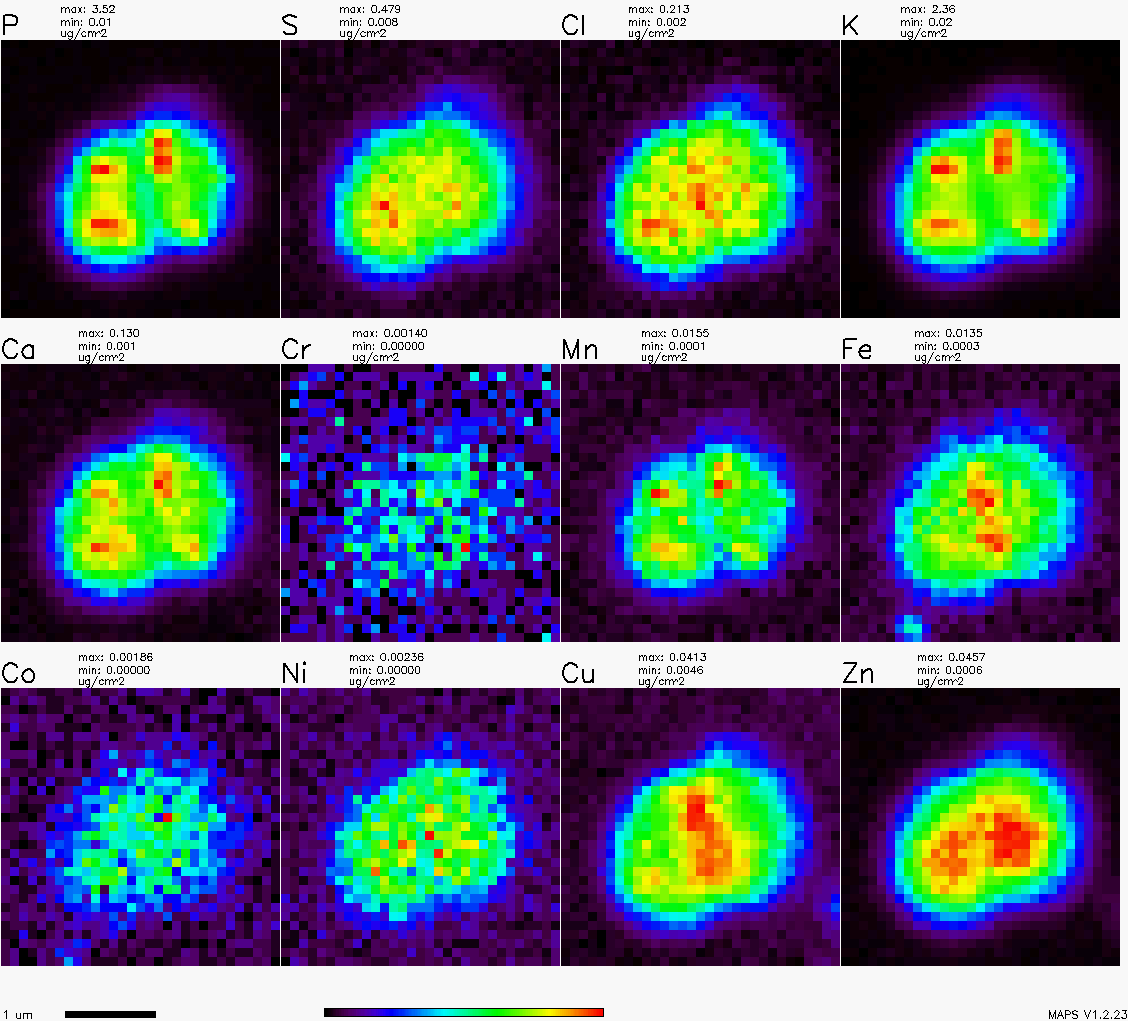 P
max: 3.52
min: 0.01
ug/cm^2
S
max: 0.479
min: 0.008
ug/cm^2
Cl
max: 0.213
min: 0.002
ug/cm^2
K
max: 2.36
min: 0.02
ug/cm^2
Ca
max: 0.130
min: 0.001
ug/cm^2
Cr
max: 0.00140
min: 0.00000
ug/cm^2
Mn
max: 0.0155
min: 0.0001
ug/cm^2
Fe
max: 0.0135
min: 0.0003
ug/cm^2
Co
max: 0.00186
min: 0.00000
ug/cm^2
Ni
max: 0.00236
min: 0.00000
ug/cm^2
Cu
max: 0.0413
min: 0.0046
ug/cm^2
Zn
max: 0.0457
min: 0.0006
ug/cm^2
1 um
MAPS V1.2.23